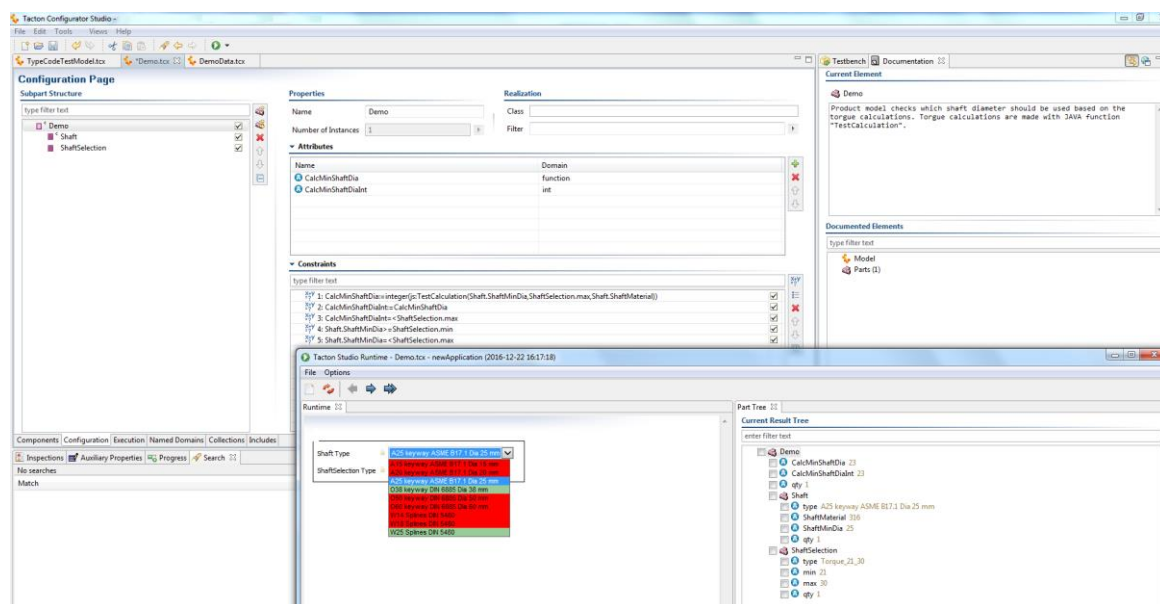 Tacton Configurator Studio -
File Edit Tools Views Help
TypeCodeTestModel.tcx *Demo.tcx DemoData.tcx
Configuration Page
Subpart Structure
type filter text
Demo
Shaft
ShaftSelection
Properties
Name Demo
Number of Instances 1
Realization
Class
Filter
Attributes
Name Domain
CalcMinShaftDia function
CalcMinShaftDiaInt int
Constraints
type filter text
1: CalcMinShaftDia:=integer(js:TestCalculation(Shaft.ShaftMinDia,ShaftSelection.max,Shaft.ShaftMaterial))
2: CalcMinShaftDiaInt:=CalcMinShaftDia
3: CalcMinShaftDiaInt=<ShaftSelection.max
4: Shaft.ShaftMinDia>=ShaftSelection.min
5: Shaft.ShaftMinDia=<ShaftSelection.max
Testbench Documentation
Current Element
Demo
Product model checks which shaft diameter should be used based on the
torgue calculations. Torgue calculations are made with JAVA function
"TestCalculation".
Documented Elements
type filter text
Model
Parts (1)
Components Configuration Execution Named Domains Collections Includes
Inspections Auxiliary Properties Progress Search
No searches
Match
Tacton Studio Runtime - Demo.tcx - newApplication (2016-12-22 16:17:18)
File Options
Runtime
Shaft Type A25 keyway ASME B17.1 Dia 25 mm
ShaftSelection Type
A25 keyway ASME B17.1 Dia 25 mm
D38 keyway DIN 6885 Dia 38 mm
W25 Splines DIN 5480
Part Tree
Current Result Tree
enter filter text
Demo
CalcMinShaftDia 23
CalcMinShaftDiaInt 23
qty 1
Shaft
type A25 keyway ASME B17.1 Dia 25 mm
ShaftMaterial 316
ShaftMinDia 25
qty 1
ShaftSelection
type Torque_21_30
min 21
max 30
qty 1